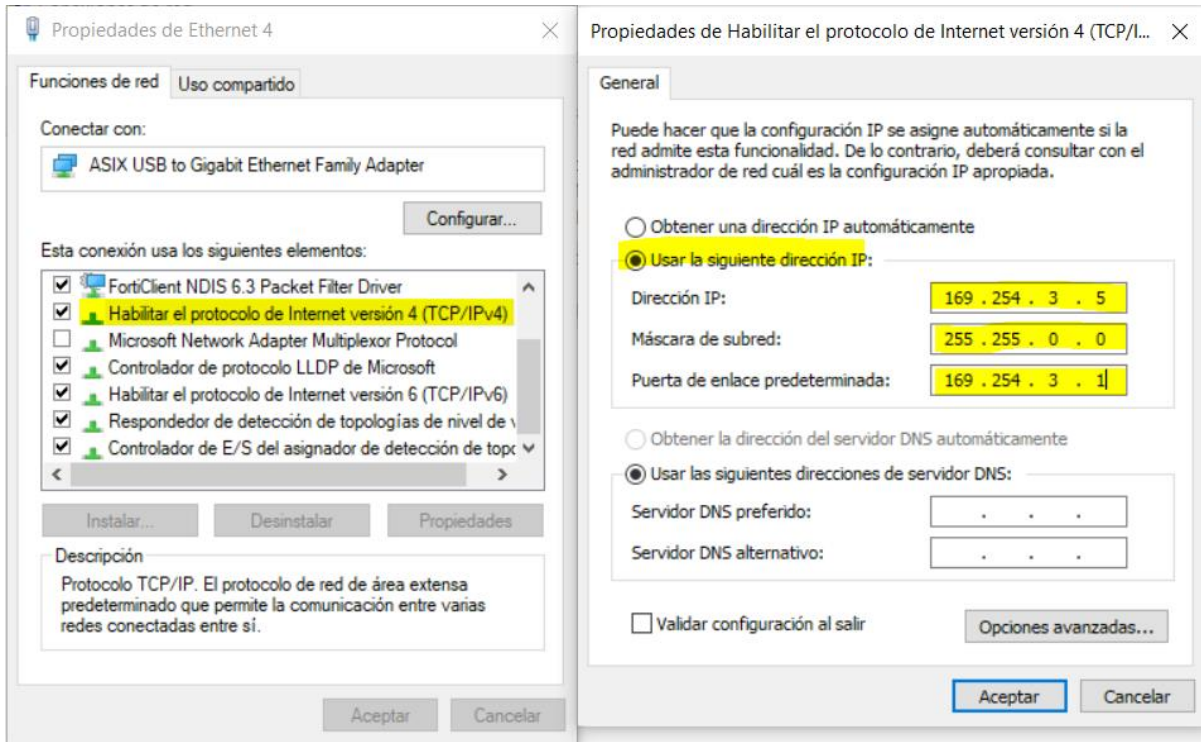 Propiedades de Ethernet 4
Funciones de red
Uso compartido
Conectar con:
ASIX USB to Gigabit Ethernet Family Adapter
Configurar...
Esta conexión usa los siguientes elementos:
FortiClient NDIS 6.3 Packet Filter Driver
Habilitar el protocolo de Internet versión 4 (TCP/IPv4)
Microsoft Network Adapter Multiplexor Protocol
Controlador de protocolo LLDP de Microsoft
Habilitar el protocolo de Internet versión 6 (TCP/IPv6)
Respondedor de detección de topologías de nivel de v
Controlador de E/S del asignador de detección de topo
Instalar...
Desinstalar
Propiedades
Descripción
Protocolo TCP/IP. El protocolo de red de área extensa
predeterminado que permite la comunicación entre varias
redes conectadas entre sí.
Aceptar
Cancelar
Propiedades de Habilitar el protocolo de Internet versión 4 (TCP/I...
General
Puede hacer que la configuración IP se asigne automáticamente si la
red admite esta funcionalidad. De lo contrario, deberá consultar con el
administrador de red cuál es la configuración IP apropiada.
Obtener una dirección IP automáticamente
Usar la siguiente dirección IP:
Dirección IP: 169 . 254 . 3 . 5
Máscara de subred: 255 . 255 . 0 . 0
Puerta de enlace predeterminada: 169 . 254 . 3 . 1
Obtener la dirección del servidor DNS automáticamente
Usar las siguientes direcciones de servidor DNS:
Servidor DNS preferido: . . .
Servidor DNS alternativo: . . .
Validar configuración al salir
Opciones avanzadas...
Aceptar
Cancelar